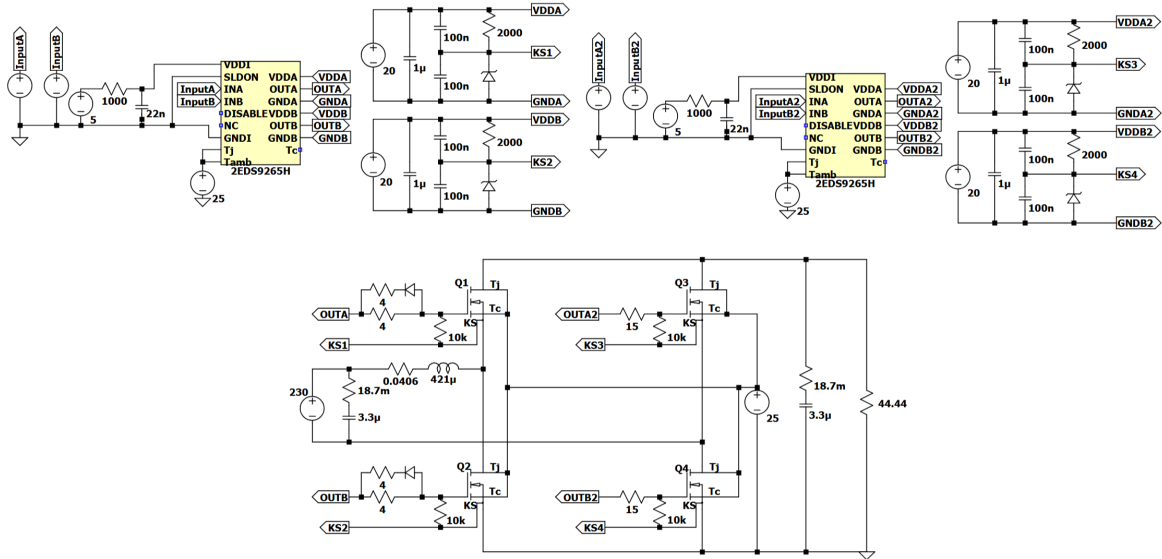 InputA
InputB
5
1000
22n
VDDI
SLDON
INA
INB
DISABLE
NC
GNDI
Tj
Tamb
VDDA
OUTA
GNDA
VDDB
OUTB
GNDB
Tc
InputA
InputB
VDDA
OUTA
GNDA
VDDB
OUTB
GNDB
2EDS9265H
25
20
1µ
100n
100n
2000
VDDA
KS1
GNDA
20
1µ
100n
100n
2000
VDDB
KS2
GNDB
InputA2
InputB2
5
1000
22n
VDDI
SLDON
INA
INB
DISABLE
NC
GNDI
Tj
Tamb
VDDA
OUTA
GNDA
VDDB
OUTB
GNDB
Tc
InputA2
InputB2
VDDA2
OUTA2
GNDA2
VDDB2
OUTB2
GNDB2
2EDS9265H
25
20
1µ
100n
100n
2000
VDDA2
KS3
GNDA2
20
1µ
100n
100n
2000
VDDB2
KS4
GNDB2
OUTA
4
4
10k
KS1
Q1
Tj
Tc
KS
OUTA2
15
10k
KS3
Q3
Tj
Tc
KS
230
18.7m
3.3µ
0.0406
421µ
25
18.7m
3.3µ
44.44
OUTB
4
4
10k
KS2
Q2
Tj
Tc
KS
OUTB2
15
10k
KS4
Q4
Tj
Tc
KS